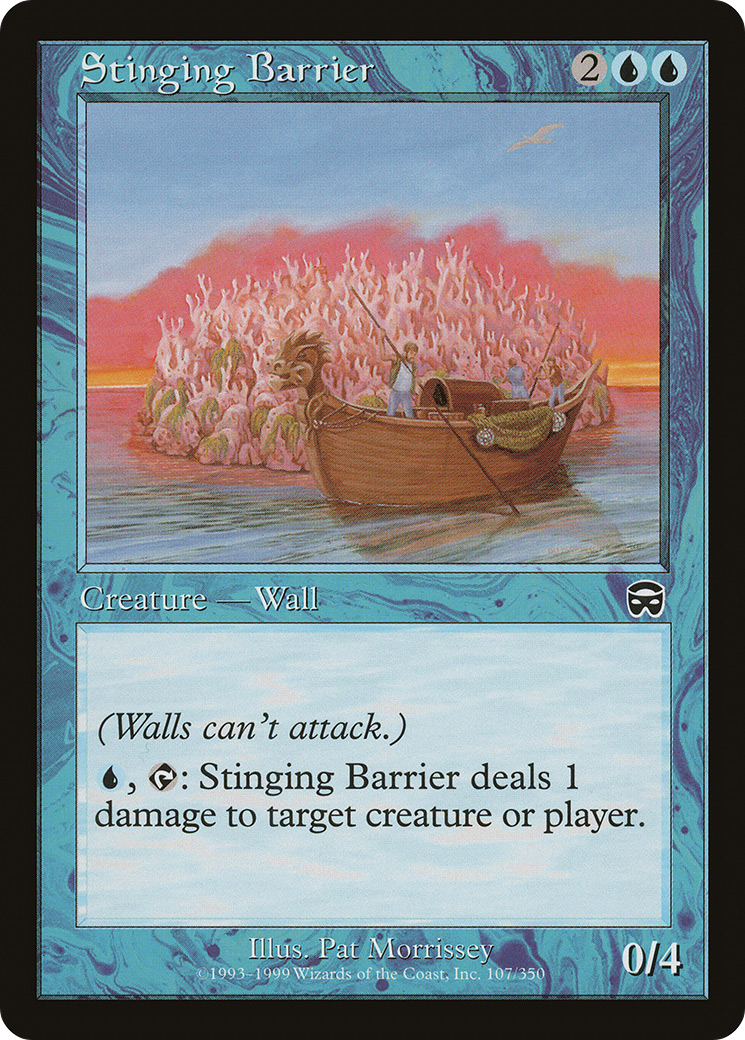 Stinging Barrier
2
Creature — Wall
(Walls can't attack.)
, : Stinging Barrier deals 1
damage to target creature or player.
Illus. Pat Morrissey
©1993–1999 Wizards of the Coast, Inc. 107/350
0/4